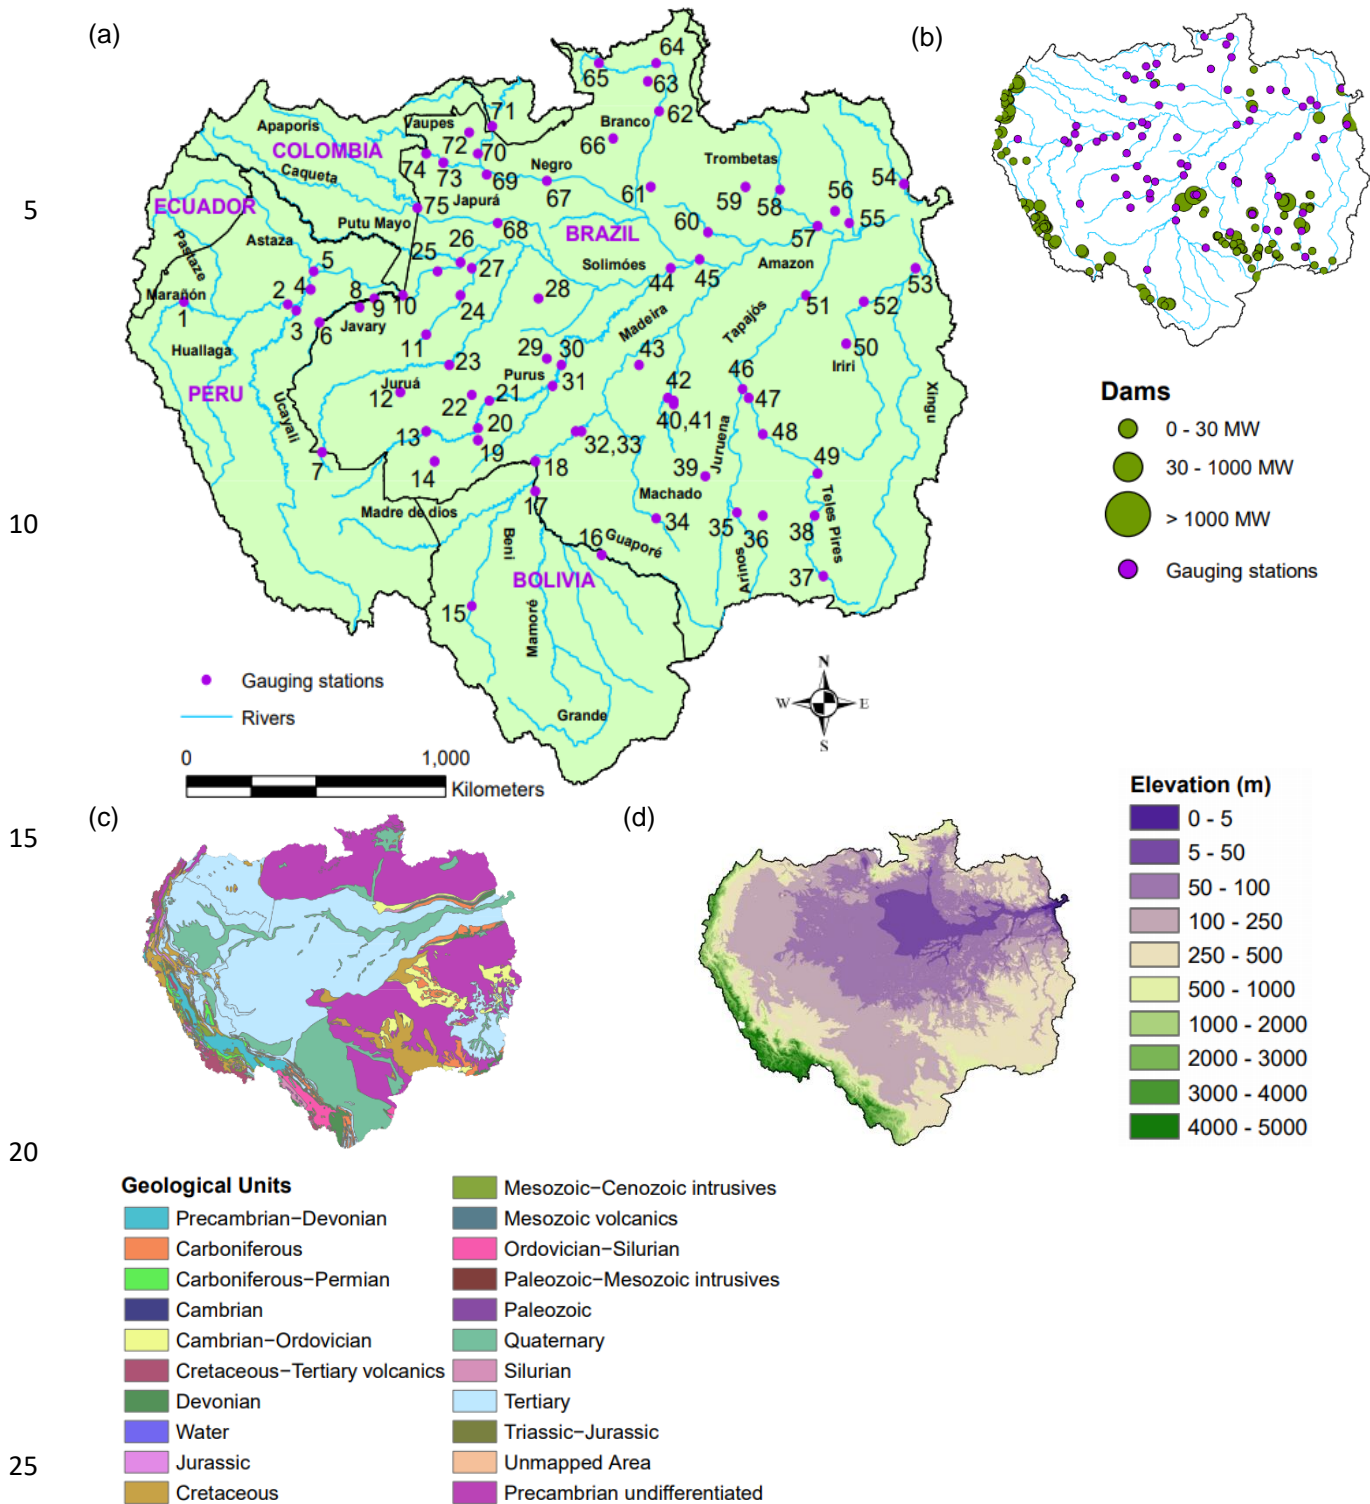 (a)
(b)
64
65
63
71
62
Vaupes
Apaporis
Branco
72
66
COLOMBIA
70
Trombetas
74
73
Negro
Caqueta
69
67
61
54
59
58
56
5
ECUADOR
75
Japurá
Putu Mayo
68
60
57
55
Pastaze
Astaza
BRAZIL
25
26
5
27
Solimóes
44
45
Amazon
53
Marañón
2
4
8
9
10
28
51
52
1
3
6
Javary
24
Madeira
Tapajós
Huallaga
11
29
30
43
50
23
Iriri
PERU
12
Juruá
Purus
31
46
Xingu
Ucayali
22
21
42
47
40,41
Juruena
13
20
32,33
48
7
14
19
18
39
49
Machado
Teles Pires
Madre de dios
17
34
35
36
38
10
Beni
16
Guaporé
Arinos
37
BOLIVIA
15
Mamoré
Grande
Gauging stations
Rivers
0
1,000
Kilometers
N
W
E
S
Dams
0 - 30 MW
30 - 1000 MW
> 1000 MW
Gauging stations
(c)
(d)
15
20
Elevation (m)
0 - 5
5 - 50
50 - 100
100 - 250
250 - 500
500 - 1000
1000 - 2000
2000 - 3000
3000 - 4000
4000 - 5000
Geological Units
Precambrian−Devonian
Carboniferous
Carboniferous−Permian
Cambrian
Cambrian−Ordovician
Cretaceous−Tertiary volcanics
Devonian
Water
Jurassic
Cretaceous
25
Mesozoic−Cenozoic intrusives
Mesozoic volcanics
Ordovician−Silurian
Paleozoic−Mesozoic intrusives
Paleozoic
Quaternary
Silurian
Tertiary
Triassic−Jurassic
Unmapped Area
Precambrian undifferentiated